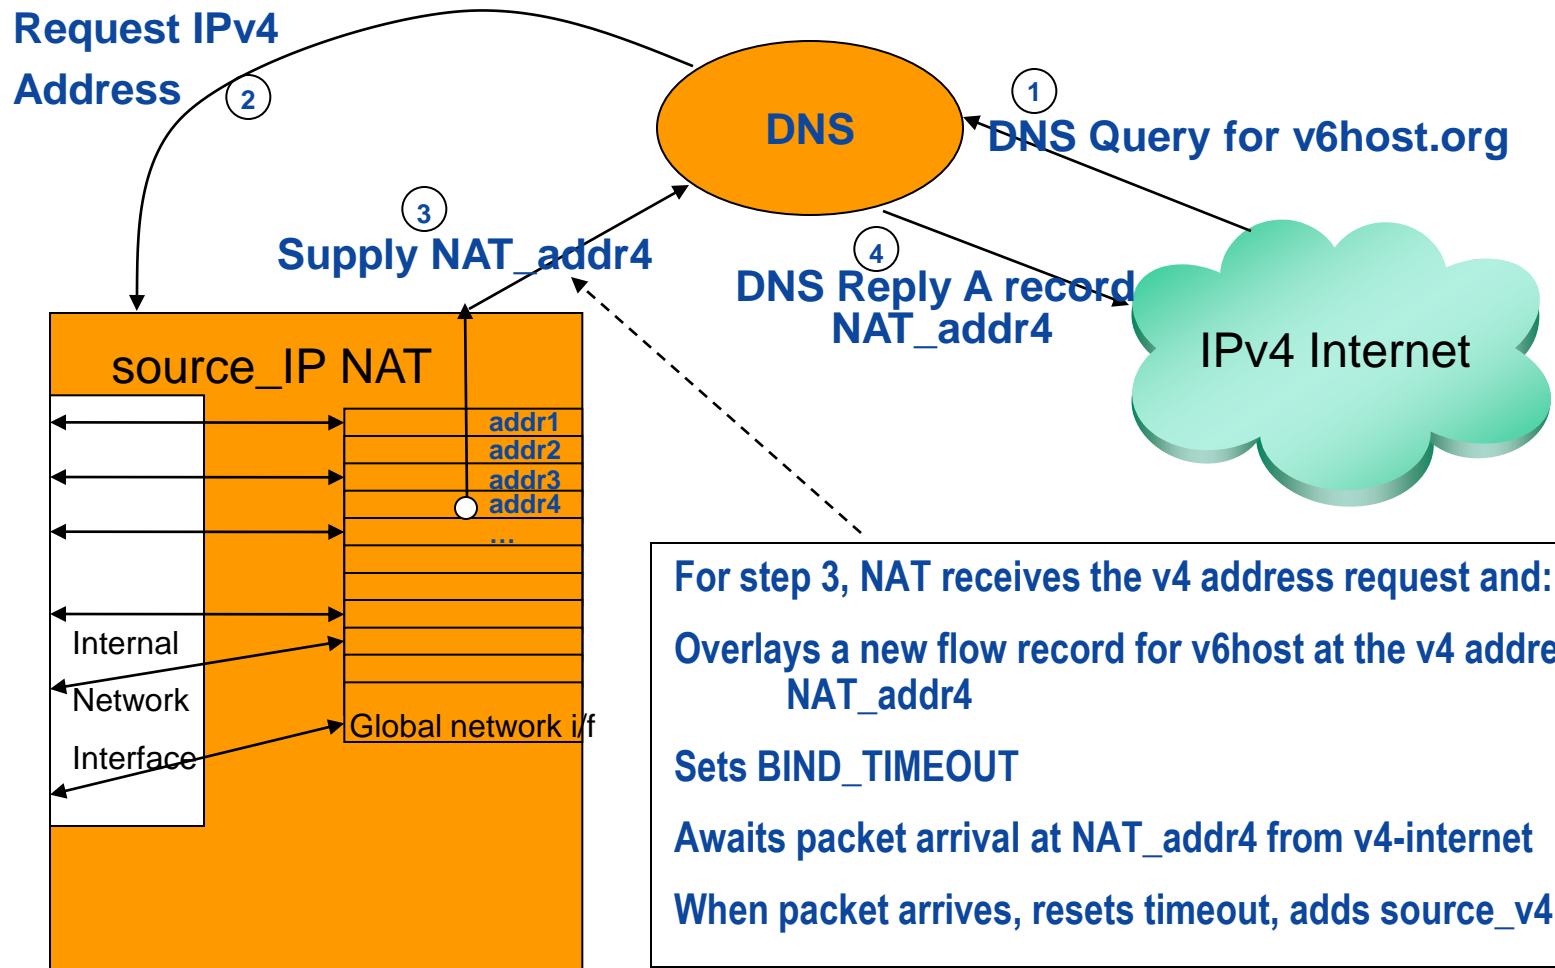 Request IPv4
Address
2
1
DNS
DNS Query for v6host.org
3
Supply NAT_addr4
4
DNS Reply A record
NAT_addr4
IPv4 Internet
source_IP NAT
addr1
addr2
addr3
addr4
...
Internal
Network
Interface
Global network i/f
For step 3, NAT receives the v4 address request and:
Overlays a new flow record for v6host at the v4 addre
NAT_addr4
Sets BIND_TIMEOUT
Awaits packet arrival at NAT_addr4 from v4-internet
When packet arrives, resets timeout, adds source_v4